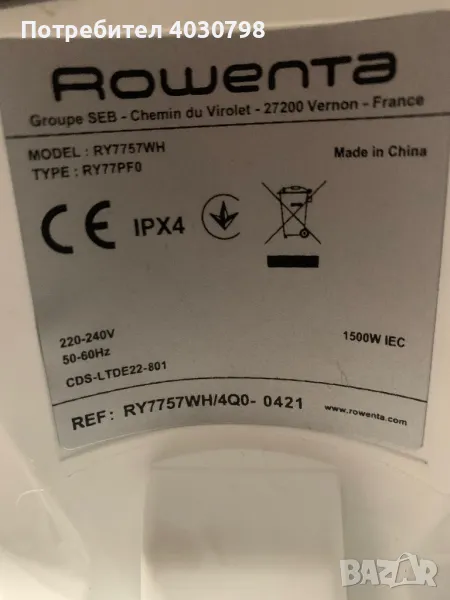 Потребител 4030798
Rowenta
Groupe SEB - Chemin du Virolet - 27200 Vernon - France
MODEL : RY7757WH
Made in China
TYPE : RY77PF0
CE IPX4
220-240V
50-60Hz
1500W IEC
CDS-LTDE22-801
REF: RY7757WH/4Q0- 0421
www.rowenta.com
BAZAR